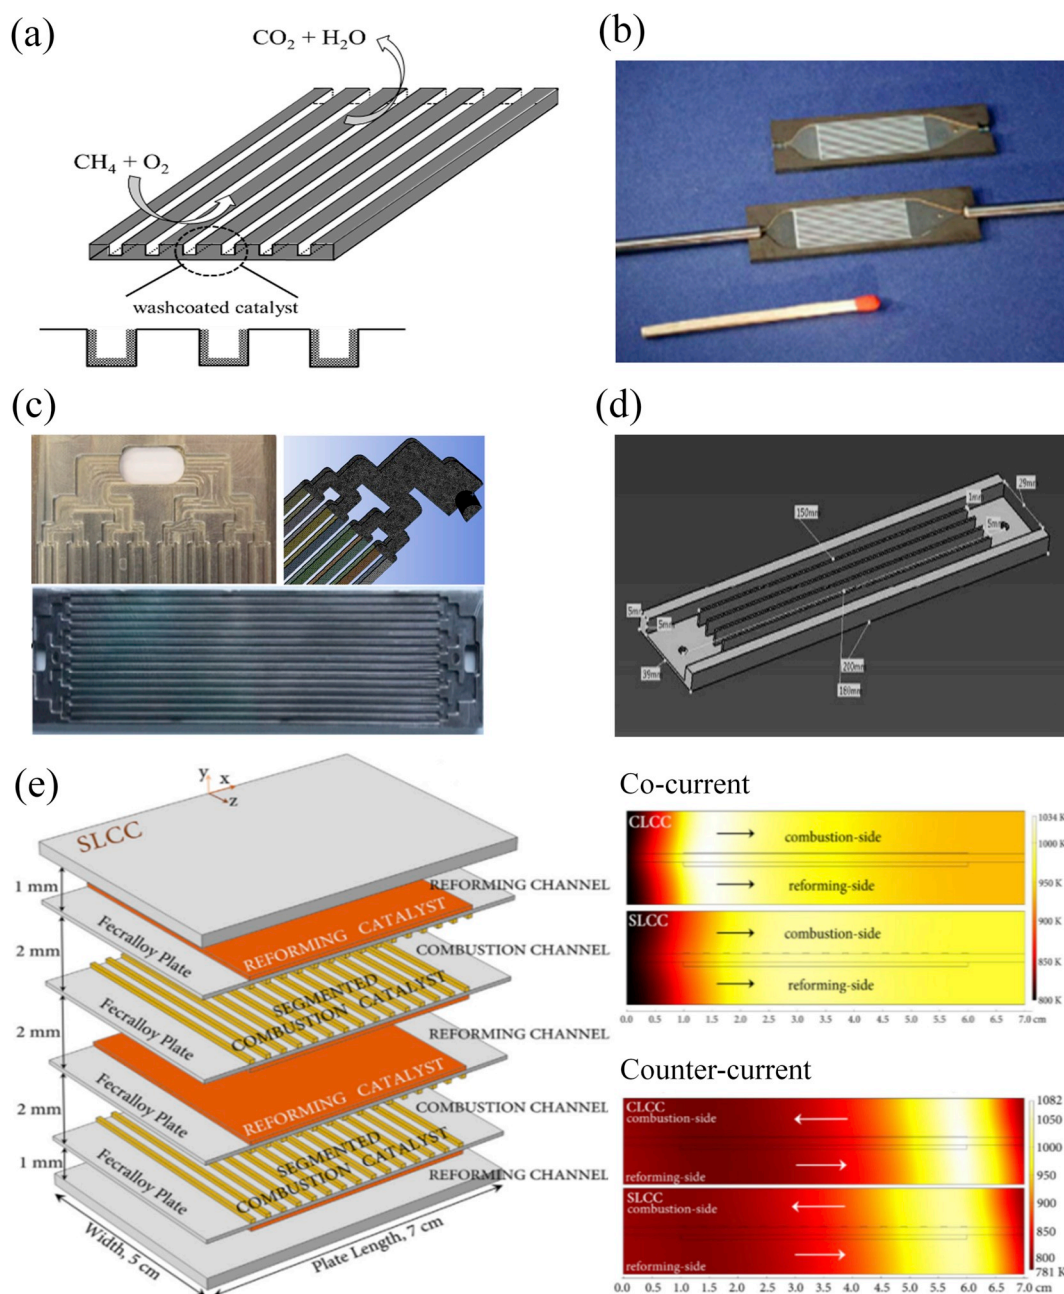 (a)
CO2 + H2O
CH4 + O2
washcoated catalyst
(b)
(c)
(d)
150mm
1mm
29mm
5mm
5mm
5mm
39mm
200mm
180mm
(e)
y
x
z
SLCC
1 mm
REFORMING CHANNEL
Fecralloy Plate
REFORMING CATALYST
2 mm
COMBUSTION CHANNEL
Fecralloy Plate
SEGMENTED
COMBUSTION CATALYST
2 mm
REFORMING CHANNEL
Fecralloy Plate
REFORMING CATALYST
2 mm
COMBUSTION CHANNEL
Fecralloy Plate
SEGMENTED
COMBUSTION CATALYST
1 mm
REFORMING CHANNEL
Width, 5 cm
Plate Length, 7 cm
Co-current
CLCC
combustion-side
reforming-side
SLCC
combustion-side
reforming-side
1034 K
1000 K
950 K
900 K
850 K
800 K
0.0 0.5 1.0 1.5 2.0 2.5 3.0 3.5 4.0 4.5 5.0 5.5 6.0 6.5 7.0 cm
Counter-current
CLCC
combustion-side
reforming-side
SLCC
combustion-side
reforming-side
1082
1050
1000
950
900
850
800
781 K
0.0 0.5 1.0 1.5 2.0 2.5 3.0 3.5 4.0 4.5 5.0 5.5 6.0 6.5 7.0 cm